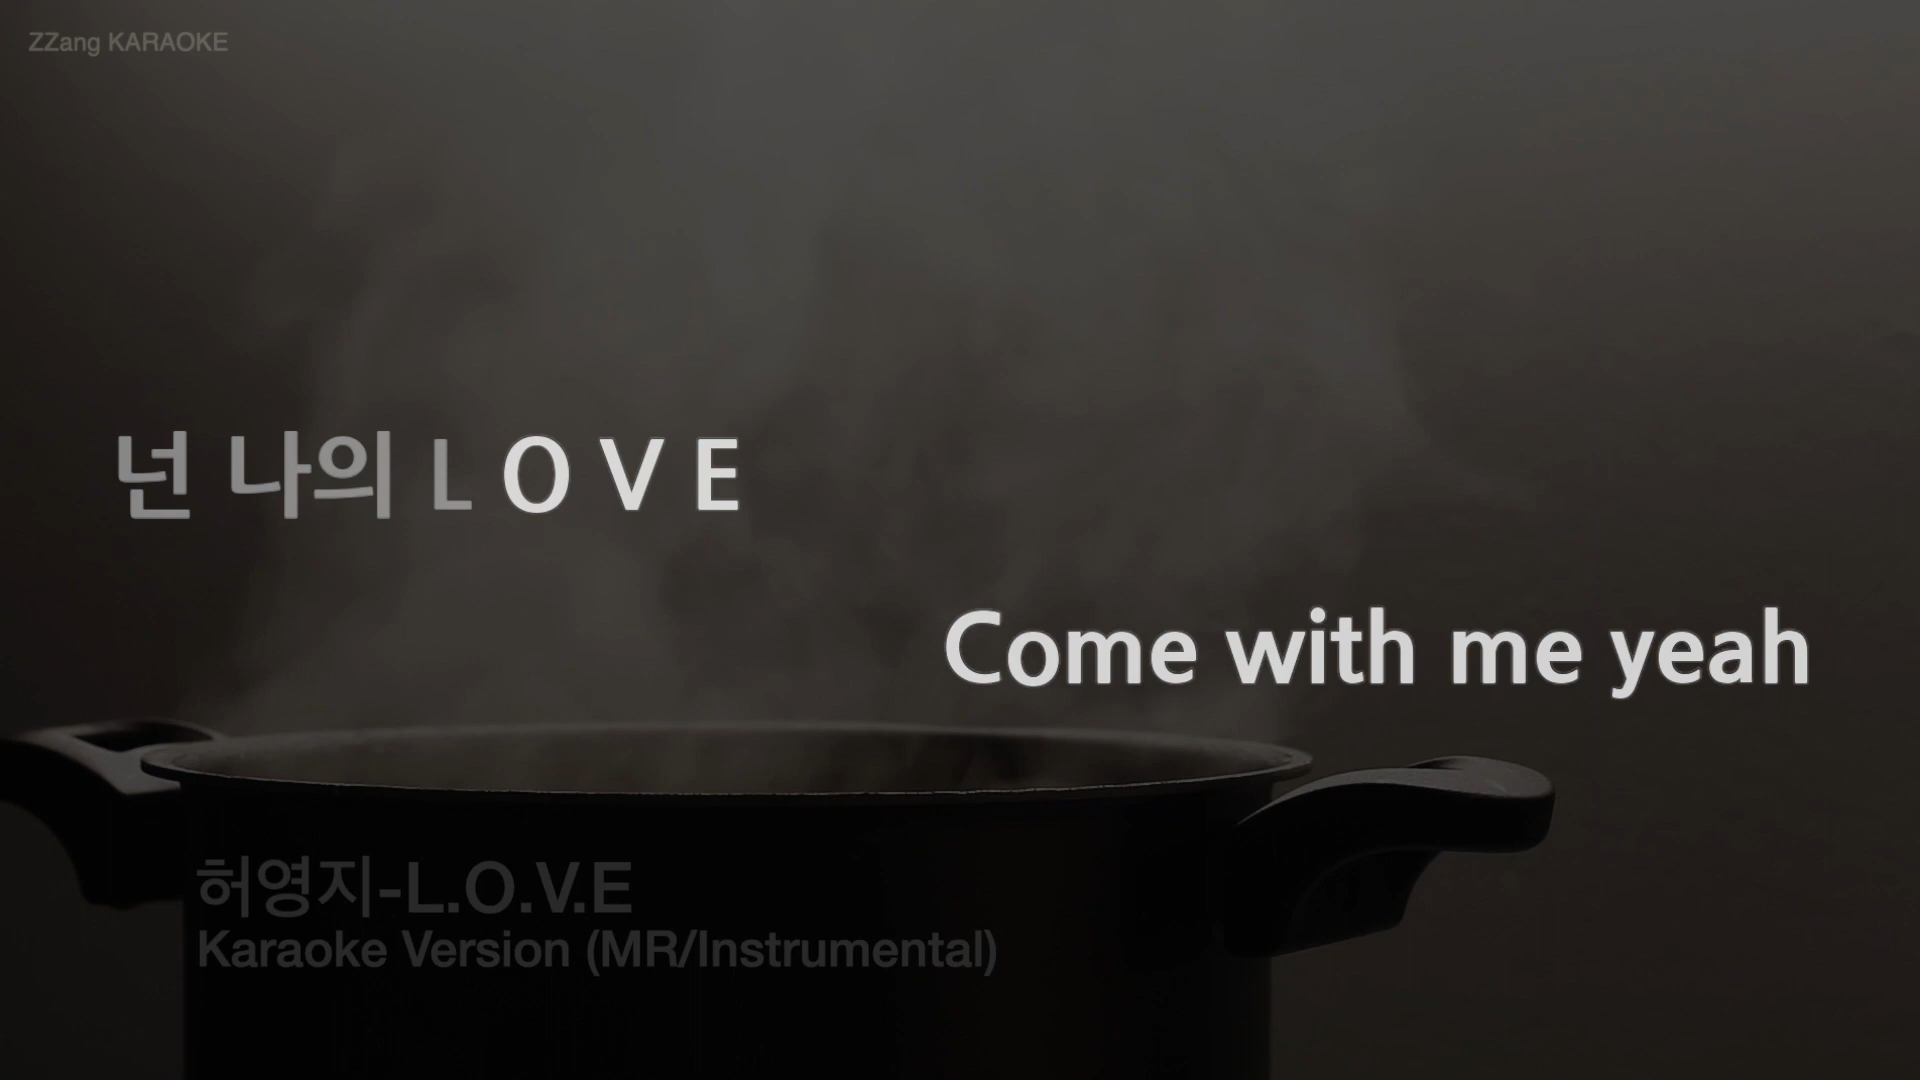 ZZang KARAOKE
넌 나의 L O V E
Come with me yeah
허영지-L.O.V.E
Karaoke Version (MR/Instrumental)